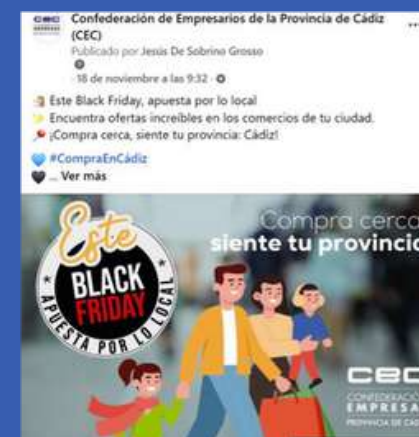 Confederación de Empresarios de la Provincia de Cádiz
(CEC)
Publicado por Jesús De Sobrino Grosso
18 de noviembre a las 9:32 ·
Este Black Friday, apuesta por lo local
Encuentra ofertas increíbles en los comercios de tu ciudad.
¡Compra cerca, siente tu provincia: Cádiz!
#CompraEnCádiz
... Ver más
Compra cerca
siente tu provincia
Este
BLACK
FRIDAY
APUESTA POR LO LOCAL
CEC
CONFEDERACIÓN
EMPRESA
PROVINCIA DE CÁ